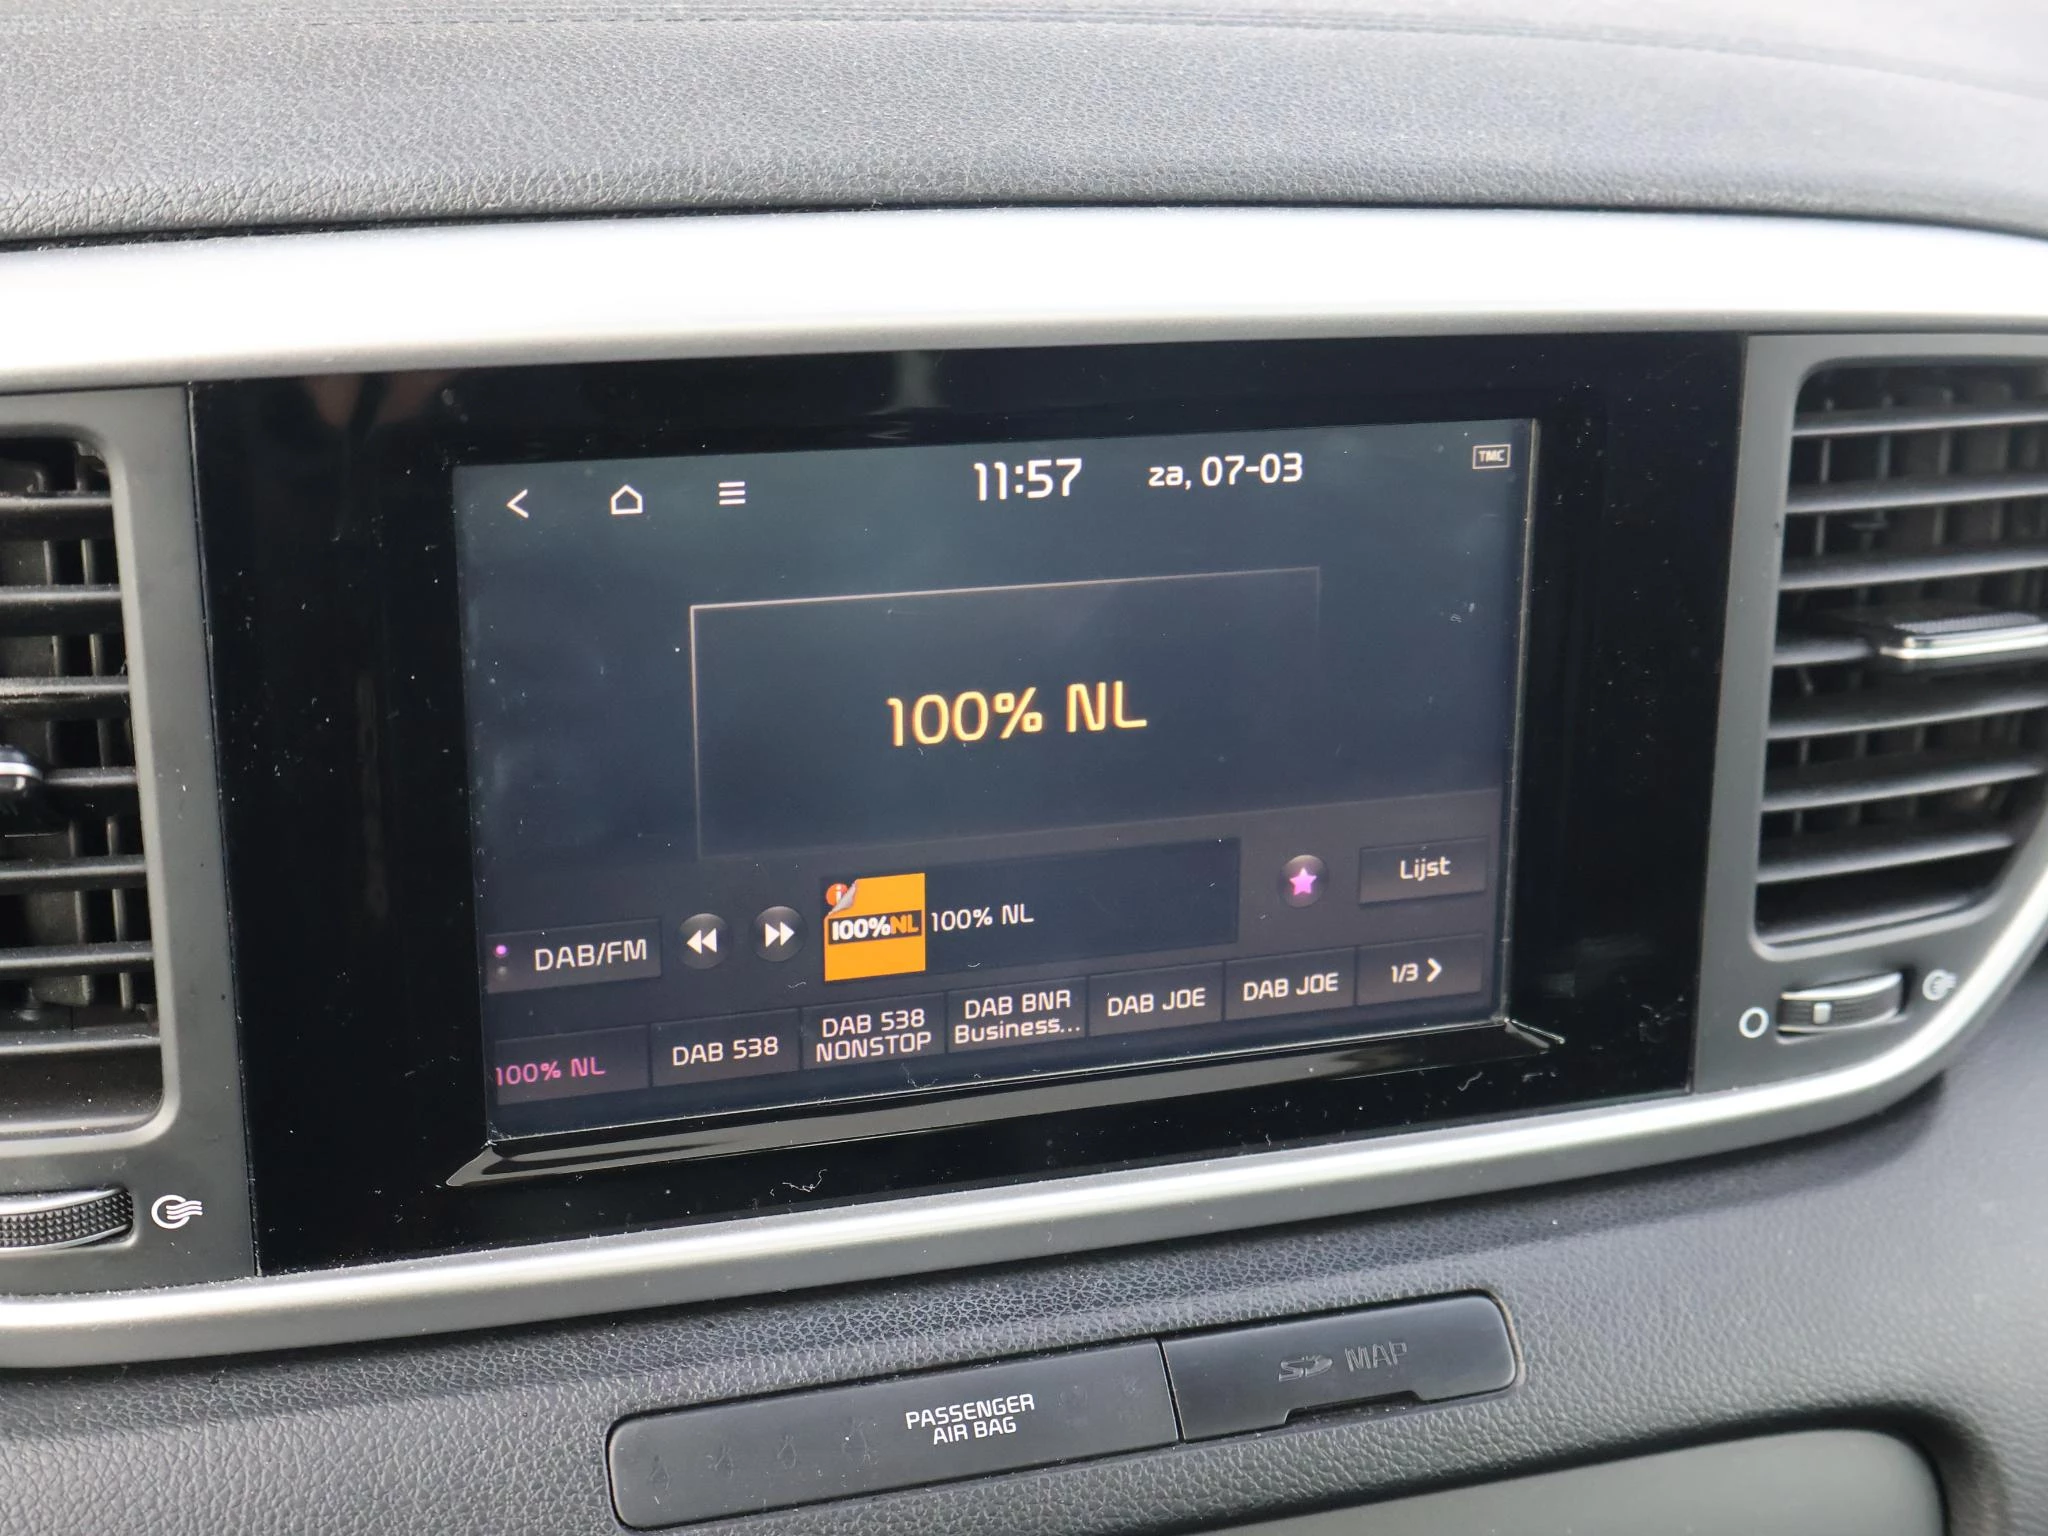 11:57 za, 07-03 TMC
100% NL
Lijst
DAB/FM 100%NL 100% NL
100% NL DAB 538 DAB 538 NONSTOP DAB BNR Business... DAB JOE DAB JOE 1/3
PASSENGER
AIR BAG
SD MAP